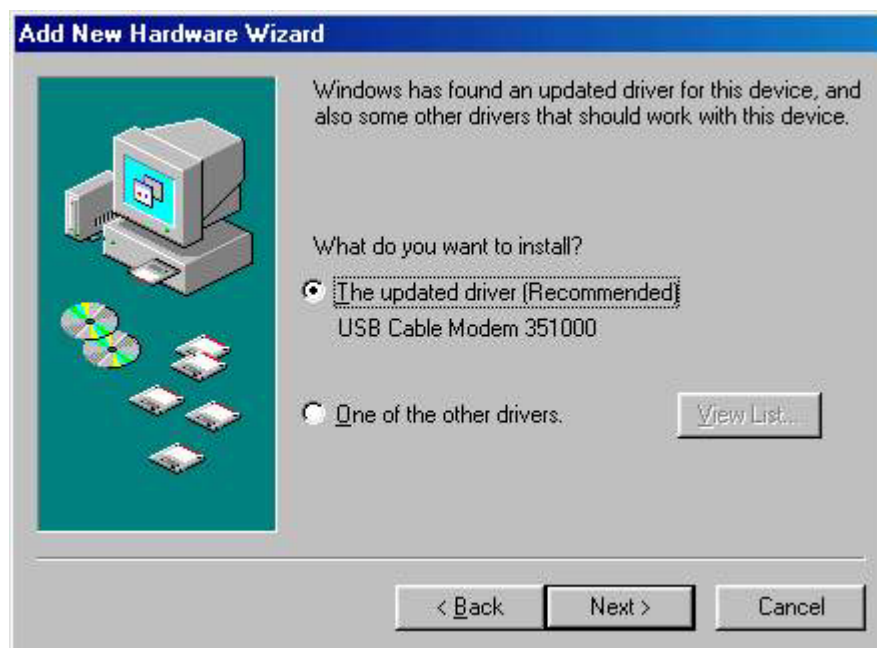 Add New Hardware Wizard
Windows has found an updated driver for this device, and
also some other drivers that should work with this device.
What do you want to install?
The updated driver (Recommended)
USB Cable Modem 351000
One of the other drivers.
View List...
< Back
Next >
Cancel